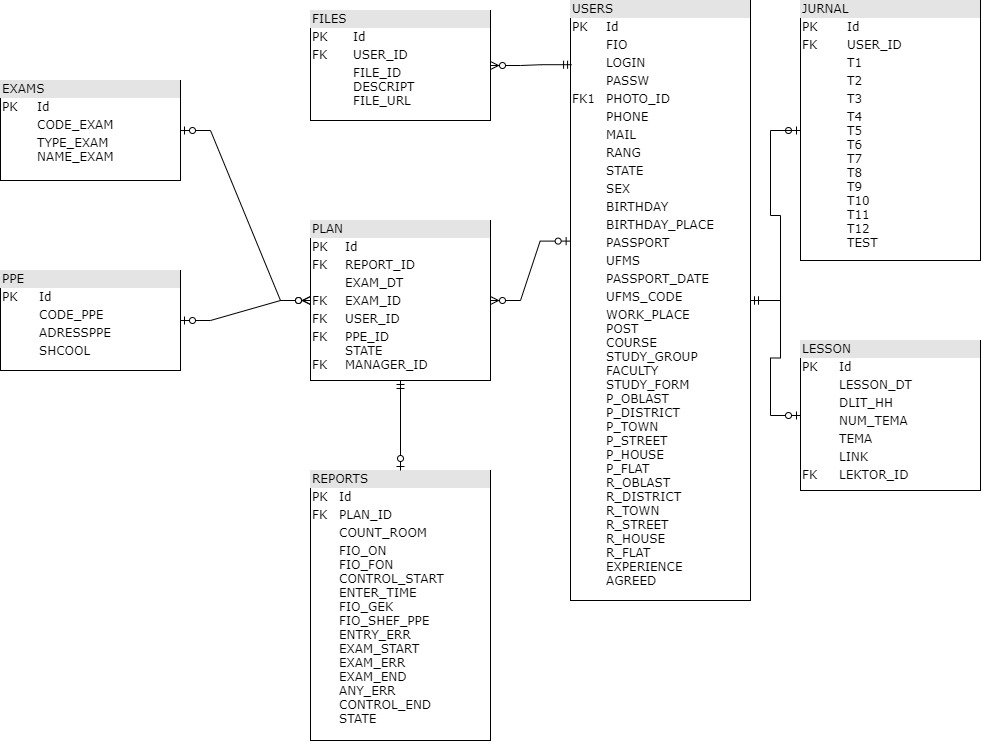 FILES
PK Id
FK USER_ID
FILE_ID
DESCRIPT
FILE_URL
EXAMS
PK Id
CODE_EXAM
TYPE_EXAM
NAME_EXAM
PPE
PK Id
CODE_PPE
ADRESSPPE
SHCOOL
PLAN
PK Id
FK REPORT_ID
EXAM_DT
FK EXAM_ID
FK USER_ID
FK PPE_ID
STATE
FK MANAGER_ID
REPORTS
PK Id
FK PLAN_ID
COUNT_ROOM
FIO_ON
FIO_FON
CONTROL_START
ENTER_TIME
FIO_GEK
FIO_SHEF_PPE
ENTRY_ERR
EXAM_START
EXAM_ERR
EXAM_END
ANY_ERR
CONTROL_END
STATE
USERS
PK Id
FIO
LOGIN
PASSW
FK1 PHOTO_ID
PHONE
MAIL
RANG
STATE
SEX
BIRTHDAY
BIRTHDAY_PLACE
PASSPORT
UFMS
PASSPORT_DATE
UFMS_CODE
WORK_PLACE
POST
COURSE
STUDY_GROUP
FACULTY
STUDY_FORM
P_OBLAST
P_DISTRICT
P_TOWN
P_STREET
P_HOUSE
P_FLAT
R_OBLAST
R_DISTRICT
R_TOWN
R_STREET
R_HOUSE
R_FLAT
EXPERIENCE
AGREED
JURNAL
PK Id
FK USER_ID
T1
T2
T3
T4
T5
T6
T7
T8
T9
T10
T11
T12
TEST
LESSON
PK Id
LESSON_DT
DLIT_HH
NUM_TEMA
TEMA
LINK
FK LEKTOR_ID